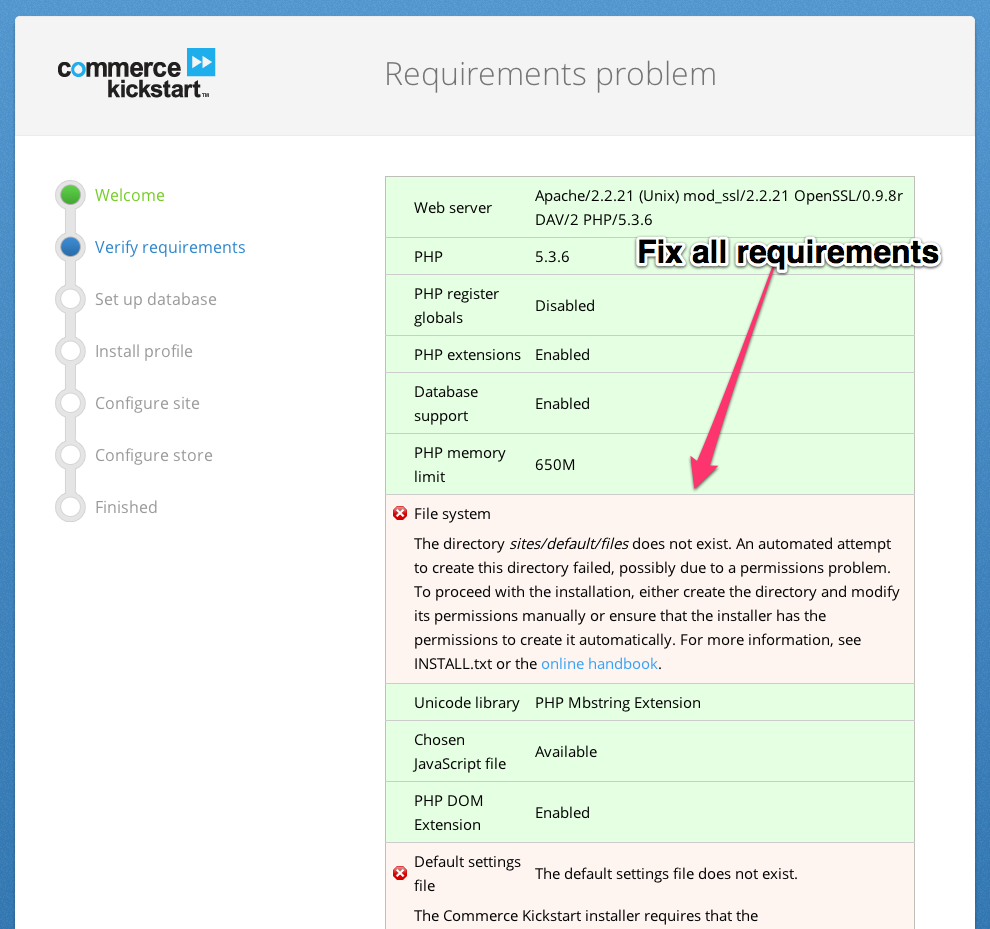 commerce
kickstart™
Requirements problem
Welcome
Verify requirements
Set up database
Install profile
Configure site
Configure store
Finished
Web server
Apache/2.2.21 (Unix) mod_ssl/2.2.21 OpenSSL/0.9.8r
DAV/2 PHP/5.3.6
PHP
5.3.6
Fix all requirements
PHP register
globals
Disabled
PHP extensions
Enabled
Database
support
Enabled
PHP memory
limit
650M
File system
The directory sites/default/files does not exist. An automated attempt
to create this directory failed, possibly due to a permissions problem.
To proceed with the installation, either create the directory and modify
its permissions manually or ensure that the installer has the
permissions to create it automatically. For more information, see
INSTALL.txt or the online handbook.
Unicode library
PHP Mbstring Extension
Chosen
JavaScript file
Available
PHP DOM
Extension
Enabled
Default settings
file
The default settings file does not exist.
The Commerce Kickstart installer requires that the